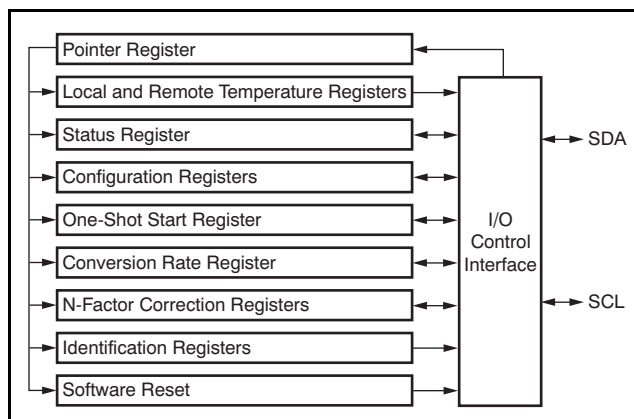 Pointer Register
Local and Remote Temperature Registers
Status Register
Configuration Registers
One-Shot Start Register
Conversion Rate Register
N-Factor Correction Registers
Identification Registers
Software Reset
I/O
Control
Interface
SDA
SCL